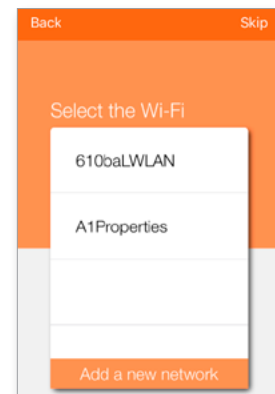 Back Skip
Select the Wi-Fi
610baLWLAN
A1Properties
Add a new network